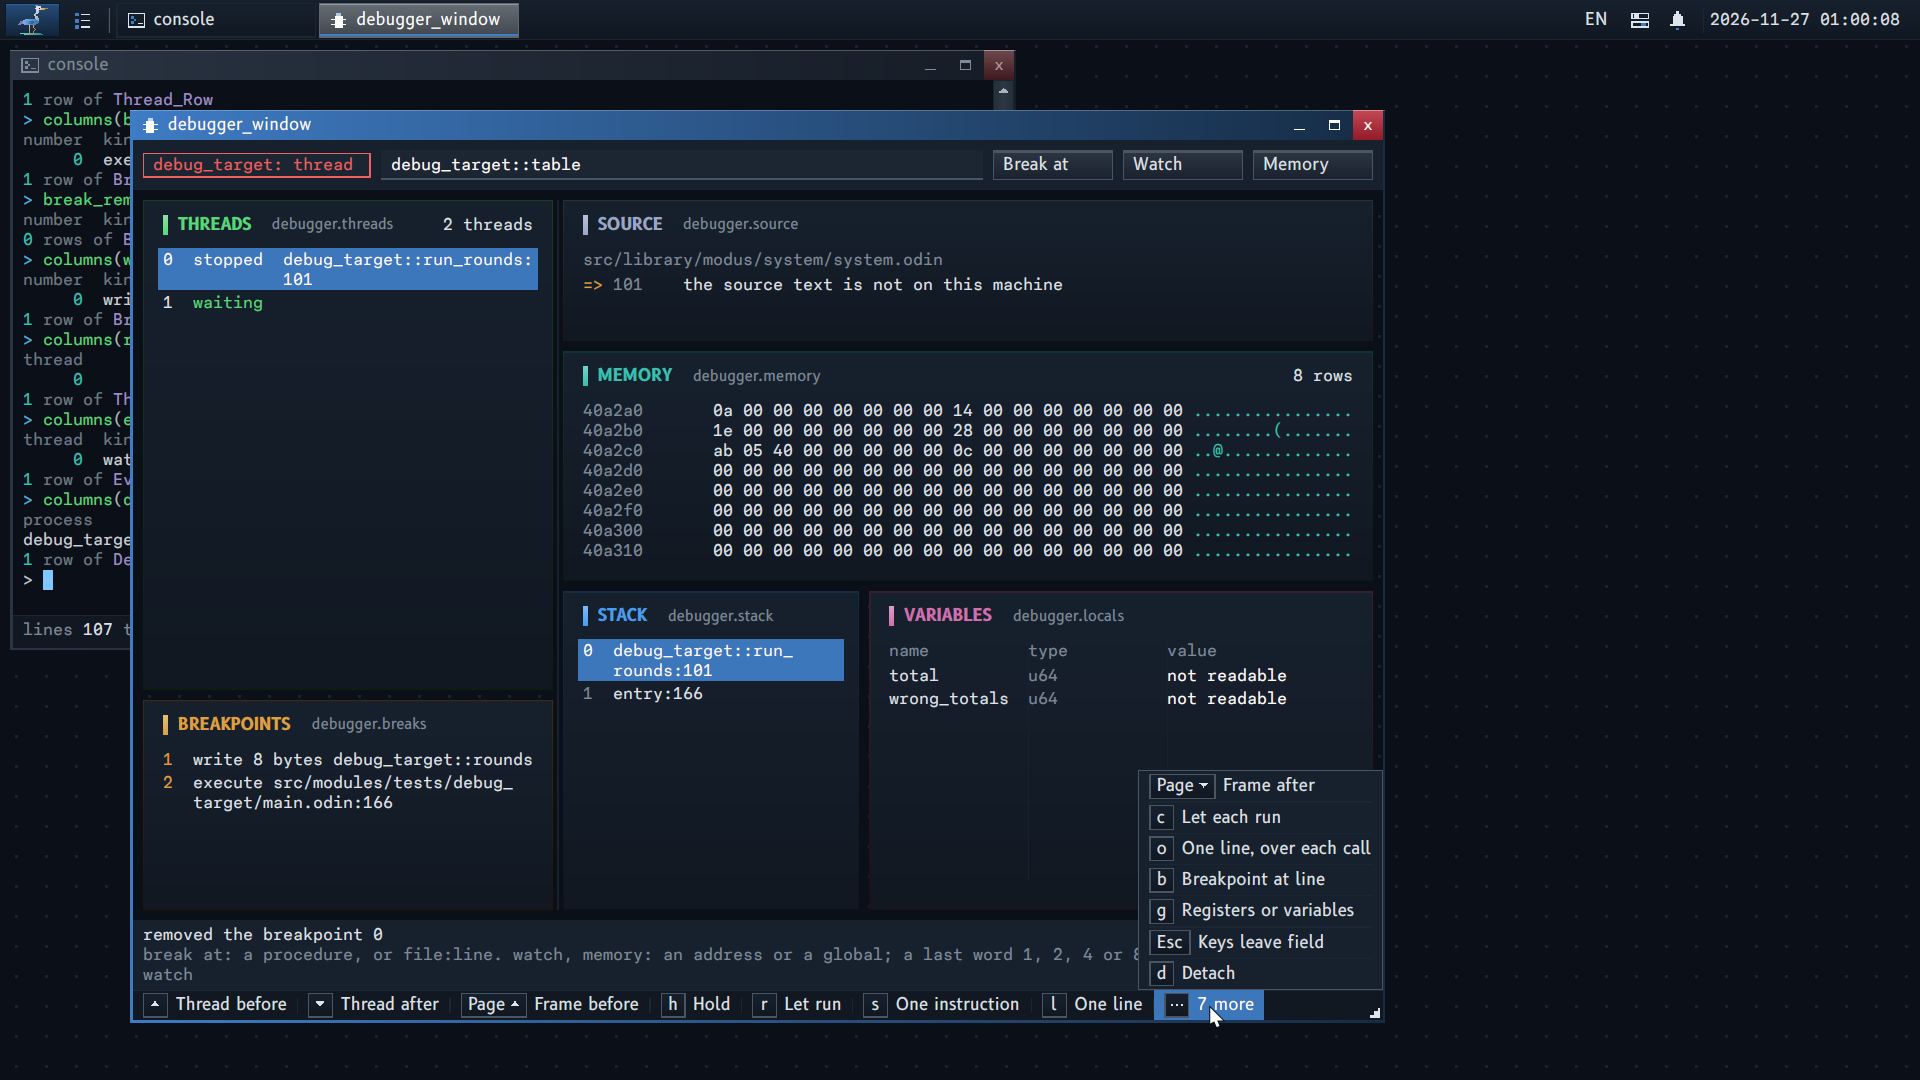 console
debugger_window
EN
2026-11-27 01:00:08
console
x
1 row of Thread_Row
> columns(b
number kin
0 exe
1 row of Br
> break_rem
number kin
0 rows of B
> columns(w
number kin
0 wri
1 row of Br
> columns(r
thread
0
1 row of Th
> columns(e
thread kin
0 wat
1 row of Ev
> columns(d
process
debug_targe
1 row of De
>
lines 107 t
debugger_window
x
debug_target: thread
debug_target::table
Break at
Watch
Memory
THREADS debugger.threads 2 threads
0 stopped debug_target::run_rounds:
101
1 waiting
BREAKPOINTS debugger.breaks
1 write 8 bytes debug_target::rounds
2 execute src/modules/tests/debug_
target/main.odin:166
SOURCE debugger.source
src/library/modus/system/system.odin
=> 101 the source text is not on this machine
MEMORY debugger.memory 8 rows
40a2a0 0a 00 00 00 00 00 00 00 14 00 00 00 00 00 00 00 ................
40a2b0 1e 00 00 00 00 00 00 00 28 00 00 00 00 00 00 00 ........(.......
40a2c0 ab 05 40 00 00 00 00 00 0c 00 00 00 00 00 00 00 ..@.............
40a2d0 00 00 00 00 00 00 00 00 00 00 00 00 00 00 00 00 ................
40a2e0 00 00 00 00 00 00 00 00 00 00 00 00 00 00 00 00 ................
40a2f0 00 00 00 00 00 00 00 00 00 00 00 00 00 00 00 00 ................
40a300 00 00 00 00 00 00 00 00 00 00 00 00 00 00 00 00 ................
40a310 00 00 00 00 00 00 00 00 00 00 00 00 00 00 00 00 ................
STACK debugger.stack
0 debug_target::run_
rounds:101
1 entry:166
VARIABLES debugger.locals
name type value
total u64 not readable
wrong_totals u64 not readable
Page Frame after
c Let each run
o One line, over each call
b Breakpoint at line
g Registers or variables
Esc Keys leave field
d Detach
removed the breakpoint 0
break at: a procedure, or file:line. watch, memory: an address or a global; a last word 1, 2, 4 or 8
watch
Thread before
Thread after
Page Frame before
h Hold
r Let run
s One instruction
l One line
... 7 more